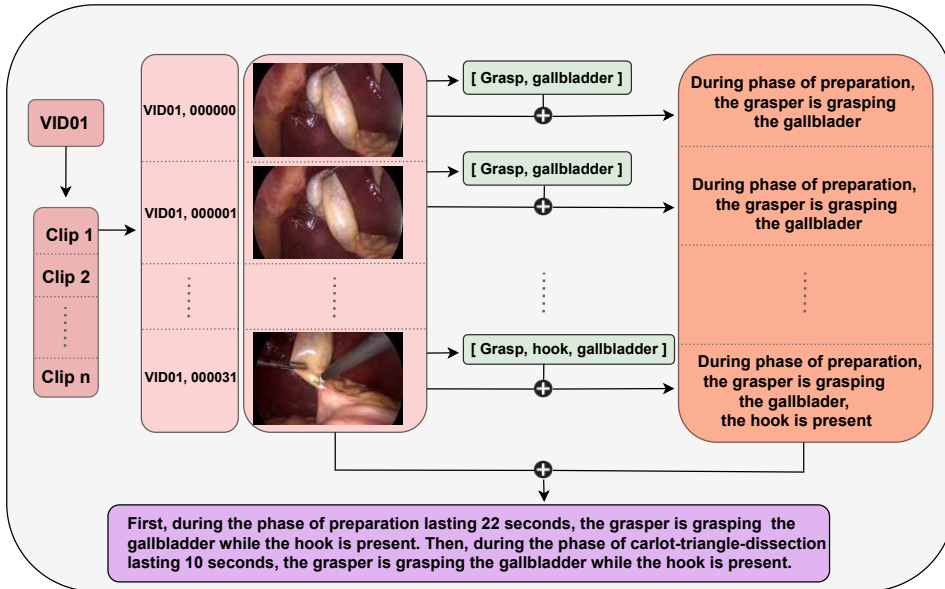 VID01
Clip 1
Clip 2
Clip n
VID01, 000000
VID01, 000001
VID01, 000031
[ Grasp, gallbladder ]
[ Grasp, gallbladder ]
[ Grasp, hook, gallbladder ]
During phase of preparation,
the grasper is grasping
the gallblader
During phase of preparation,
the grasper is grasping
the gallblader
During phase of preparation,
the grasper is grasping
the gallblader,
the hook is present
First, during the phase of preparation lasting 22 seconds, the grasper is grasping the
gallbladder while the hook is present. Then, during the phase of carlot-triangle-dissection
lasting 10 seconds, the grasper is grasping the gallbladder while the hook is present.